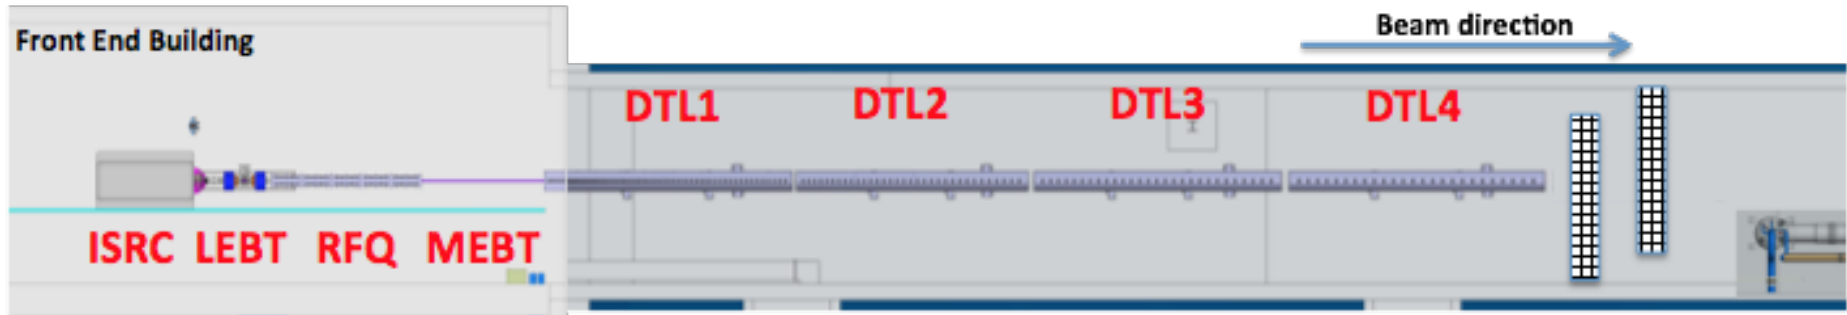 Front End Building
Beam direction
DTL1 DTL2 DTL3 DTL4
ISRC LEBT RFQ MEBT